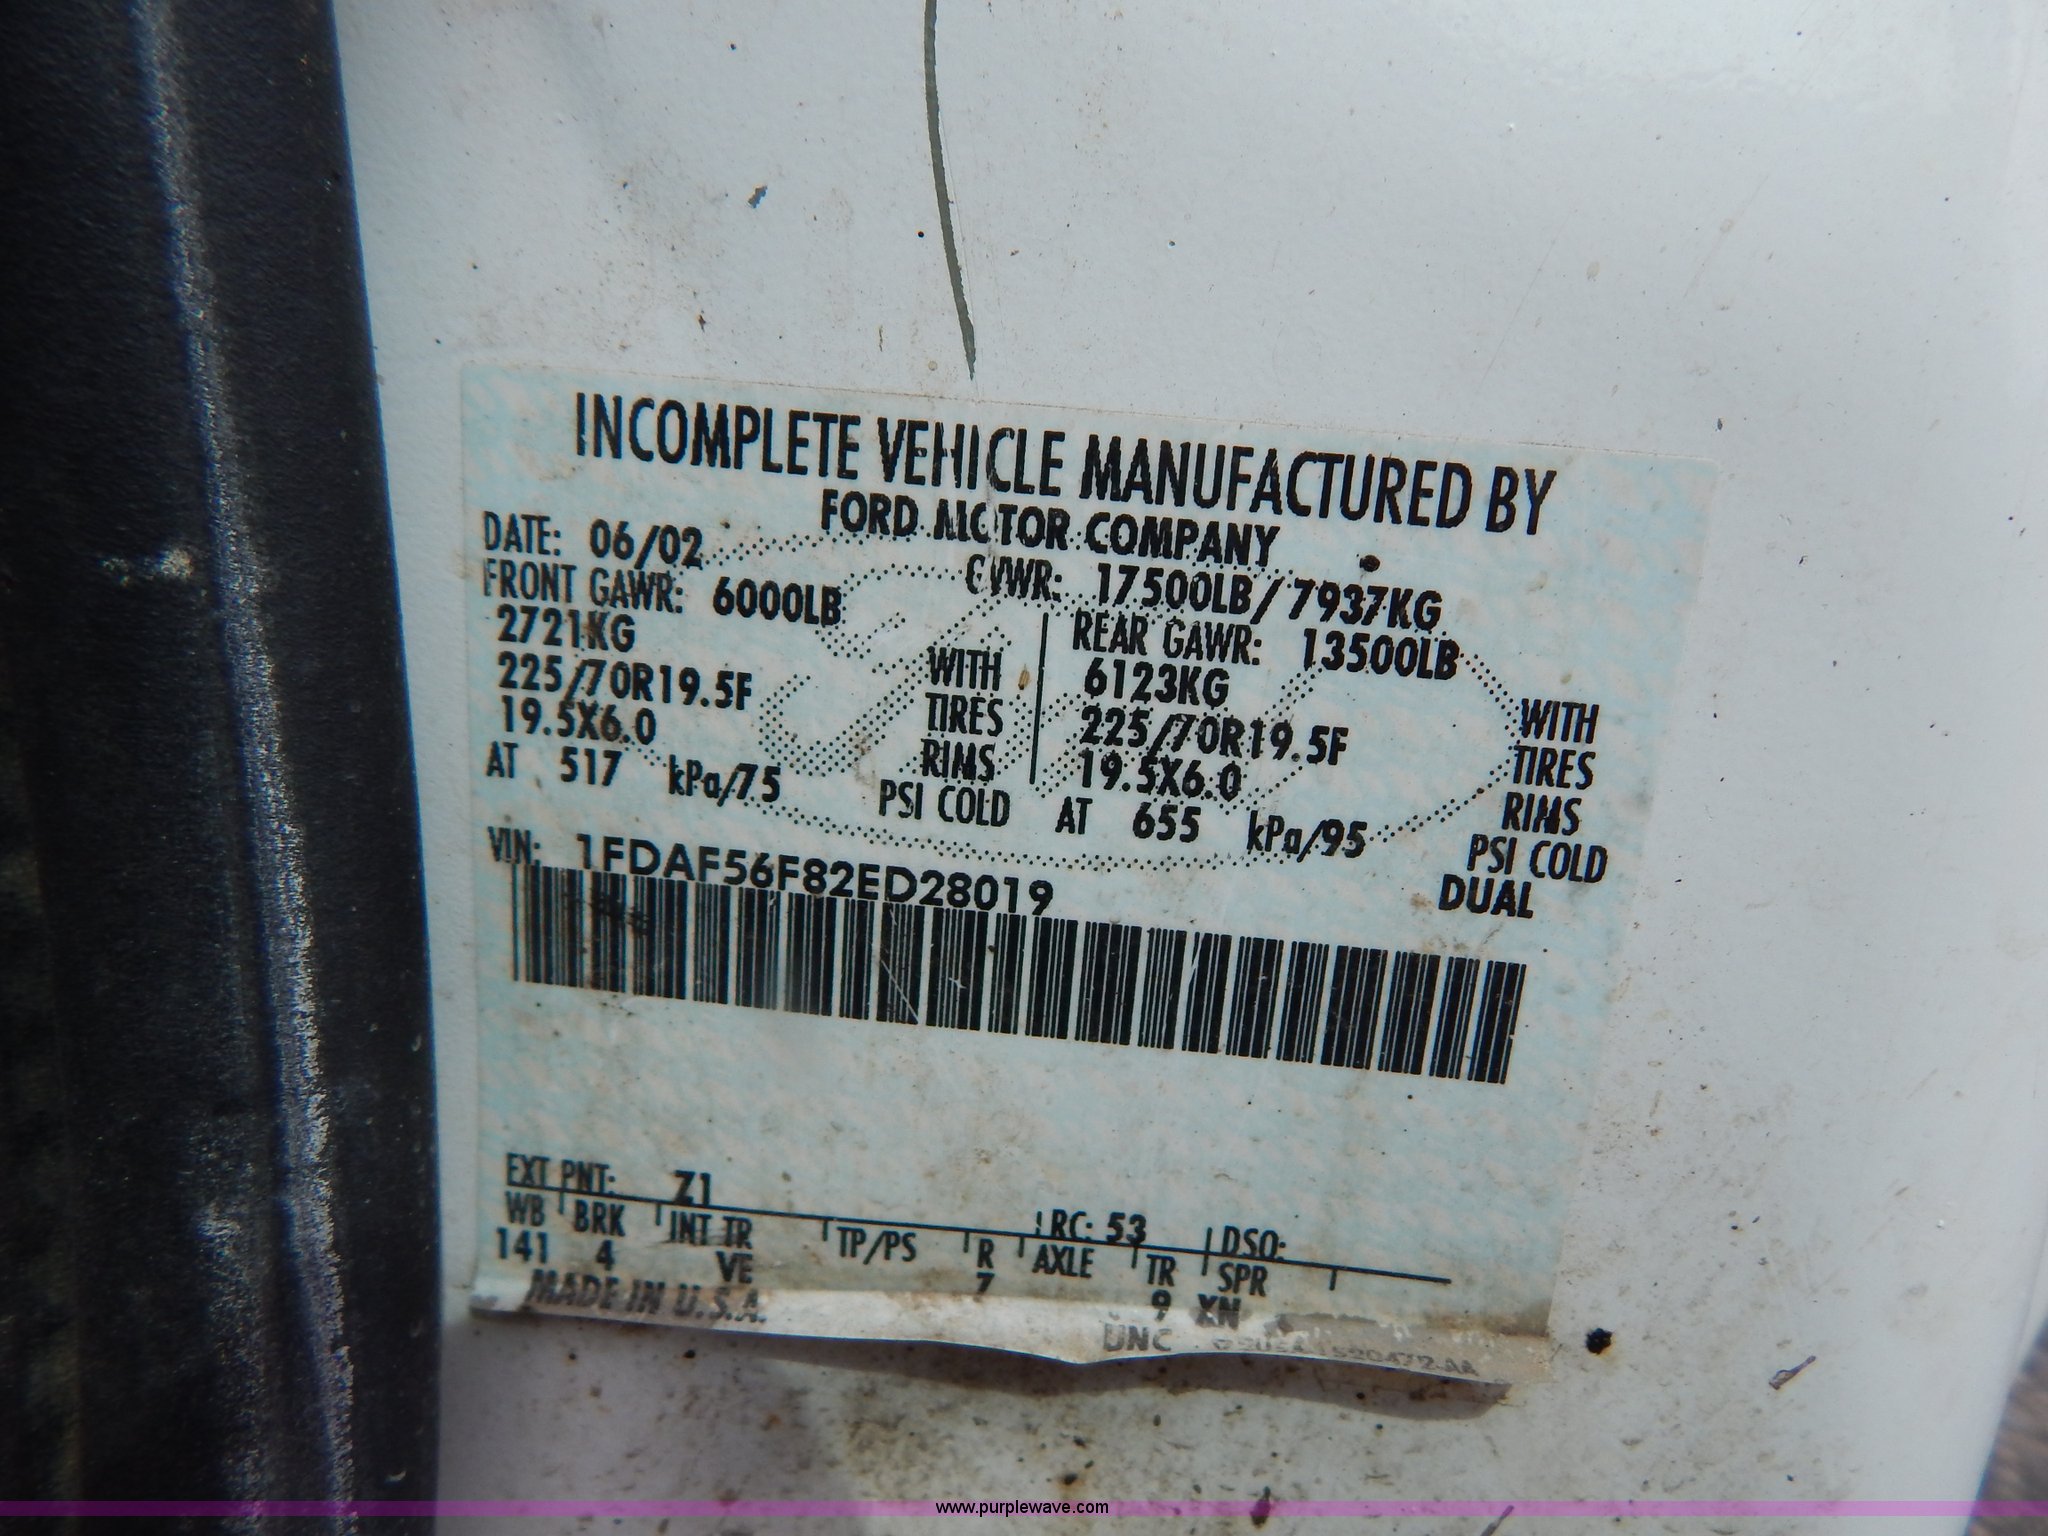 INCOMPLETE VEHICLE MANUFACTURED BY
FORD MOTOR COMPANY
DATE: 06/02 GVWR: 17500LB/7937KG
FRONT GAWR: 6000LB REAR GAWR: 13500LB
2721KG WITH 6123KG WITH
225/70R19.5F TIRES 225/70R19.5F TIRES
19.5X6.0 RIMS 19.5X6.0 RIMS
AT 517 kPa/75 PSI COLD AT 655 kPa/95 PSI COLD
DUAL
VIN: 1FDAF56F82ED28019
EXT PNT: Z1 RC: 53 DSO:
WB BRK INT TR TP/PS R AXLE TR SPR
141 4 VE 7 9 XN
MADE IN U.S.A.
UNC
www.purplewave.com